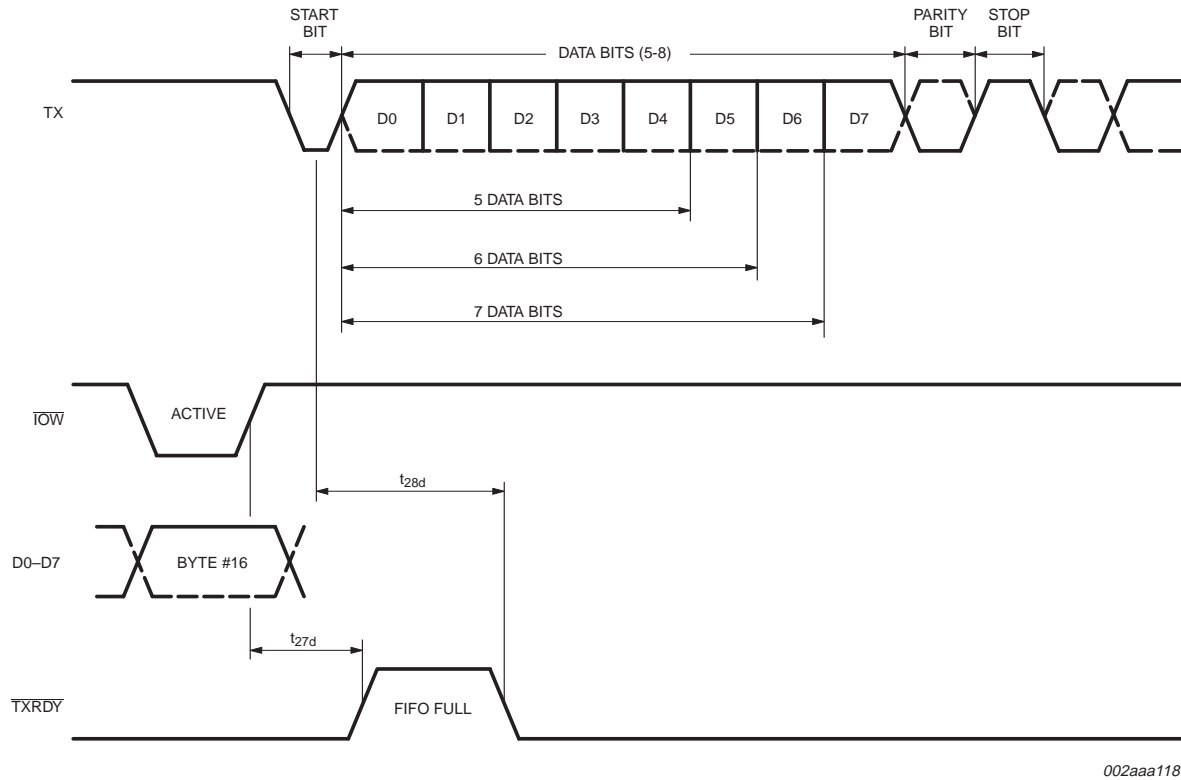 START BIT
DATA BITS (5-8)
PARITY BIT
STOP BIT
TX
D0 D1 D2 D3 D4 D5 D6 D7
5 DATA BITS
6 DATA BITS
7 DATA BITS
IOW
ACTIVE
t28d
D0–D7
BYTE #16
t27d
TXRDY
FIFO FULL
002aaa118